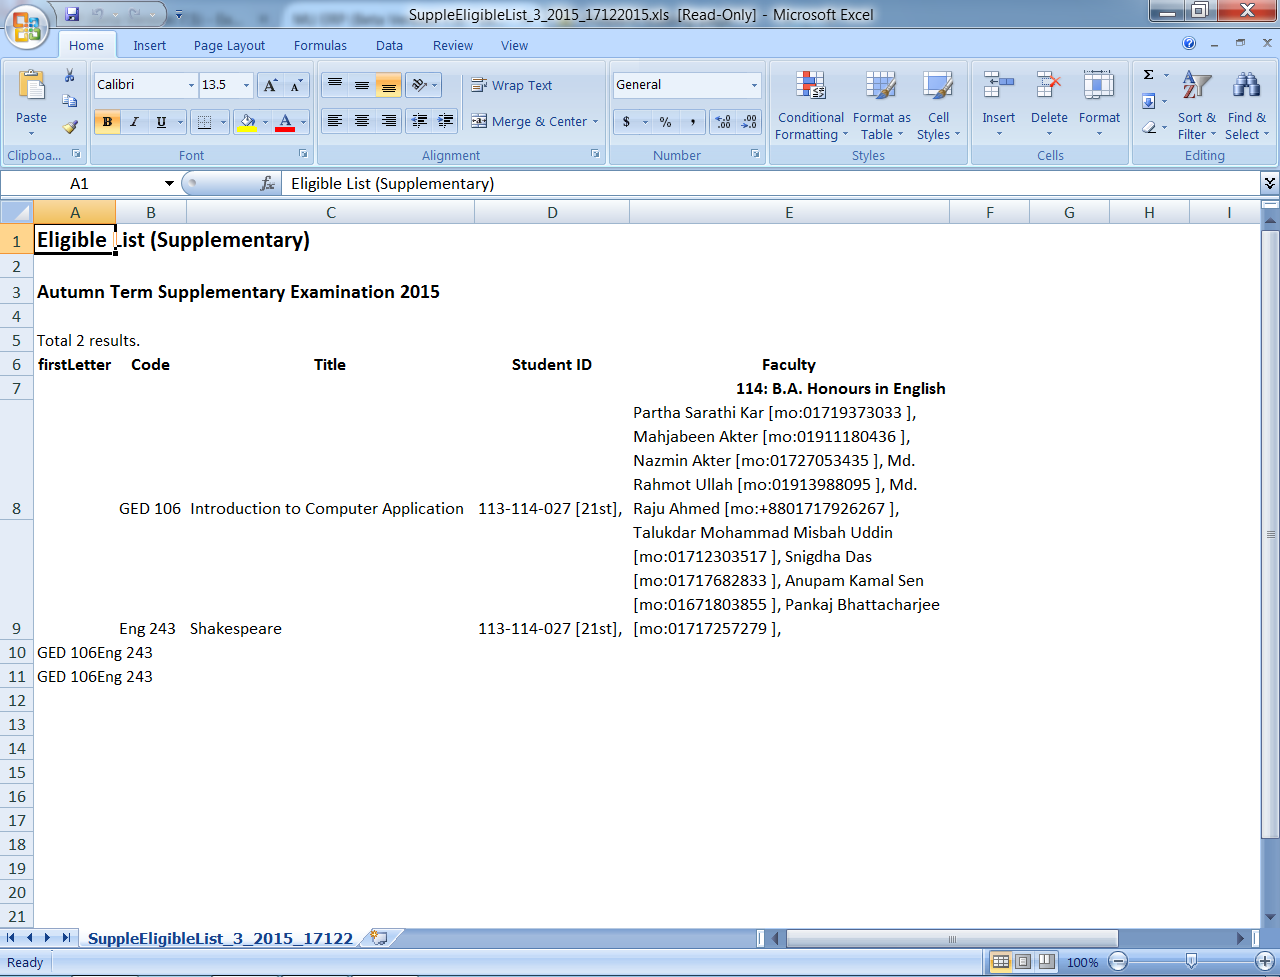 SuppleEligibleList_3_2015_17122015.xls [Read-Only] - Microsoft Excel
Home Insert Page Layout Formulas Data Review View
Calibri 13.5 A A Wrap Text General
Paste B I U A Merge & Center $ % , .00 .0 Conditional Formatting Format as Table Cell Styles Insert Delete Format Σ Sort & Filter Find & Select
Clipboa... Font Alignment Number Styles Cells Editing
A1 fx Eligible List (Supplementary)
A B C D E F G H I
1 Eligible List (Supplementary)
2
3 Autumn Term Supplementary Examination 2015
4
5 Total 2 results.
6 firstLetter Code Title Student ID Faculty
7 114: B.A. Honours in English
Partha Sarathi Kar [mo:01719373033 ],
Mahjabeen Akter [mo:01911180436 ],
Nazmin Akter [mo:01727053435 ], Md.
Rahmot Ullah [mo:01913988095 ], Md.
8 GED 106 Introduction to Computer Application 113-114-027 [21st], Raju Ahmed [mo:+8801717926267 ],
Talukdar Mohammad Misbah Uddin
[mo:01712303517 ], Snigdha Das
[mo:01717682833 ], Anupam Kamal Sen
[mo:01671803855 ], Pankaj Bhattacharjee
9 Eng 243 Shakespeare 113-114-027 [21st], [mo:01717257279 ],
10 GED 106Eng 243
11 GED 106Eng 243
12
13
14
15
16
17
18
19
20
21
SuppleEligibleList_3_2015_17122
Ready 100%